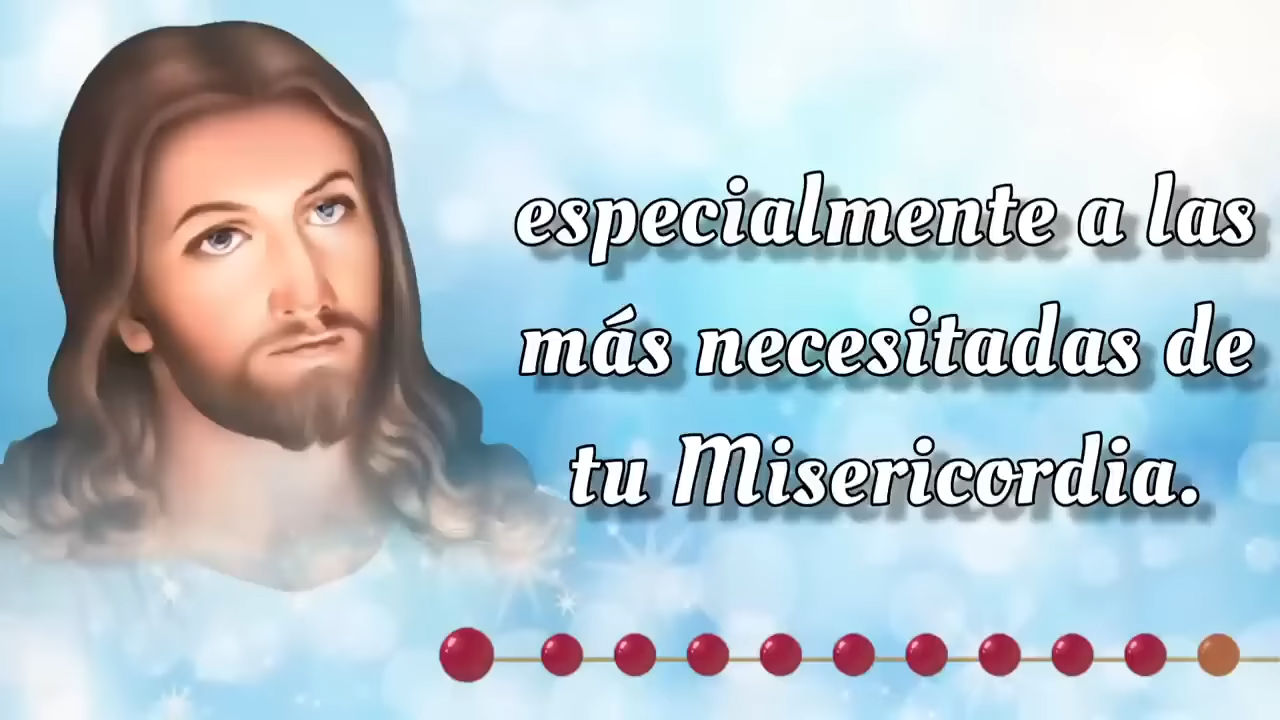 especialmente a las
más necesitadas de
tu Misericordia.